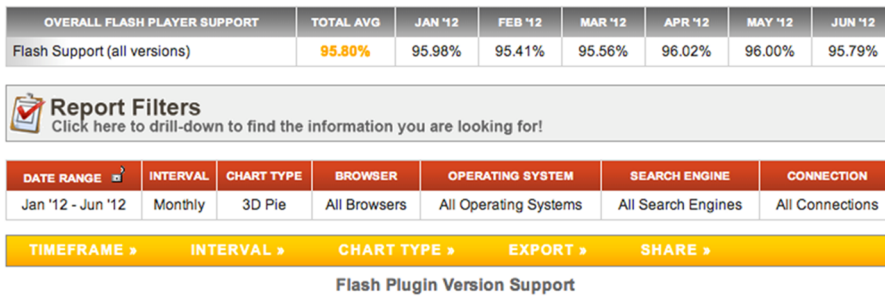 OVERALL FLASH PLAYER SUPPORT TOTAL AVG JAN '12 FEB '12 MAR '12 APR '12 MAY '12 JUN '12
Flash Support (all versions) 95.80% 95.98% 95.41% 95.56% 96.02% 96.00% 95.79%
Report Filters
Click here to drill-down to find the information you are looking for!
DATE RANGE INTERVAL CHART TYPE BROWSER OPERATING SYSTEM SEARCH ENGINE CONNECTION
Jan '12 - Jun '12 Monthly 3D Pie All Browsers All Operating Systems All Search Engines All Connections
TIMEFRAME » INTERVAL » CHART TYPE » EXPORT » SHARE »
Flash Plugin Version Support